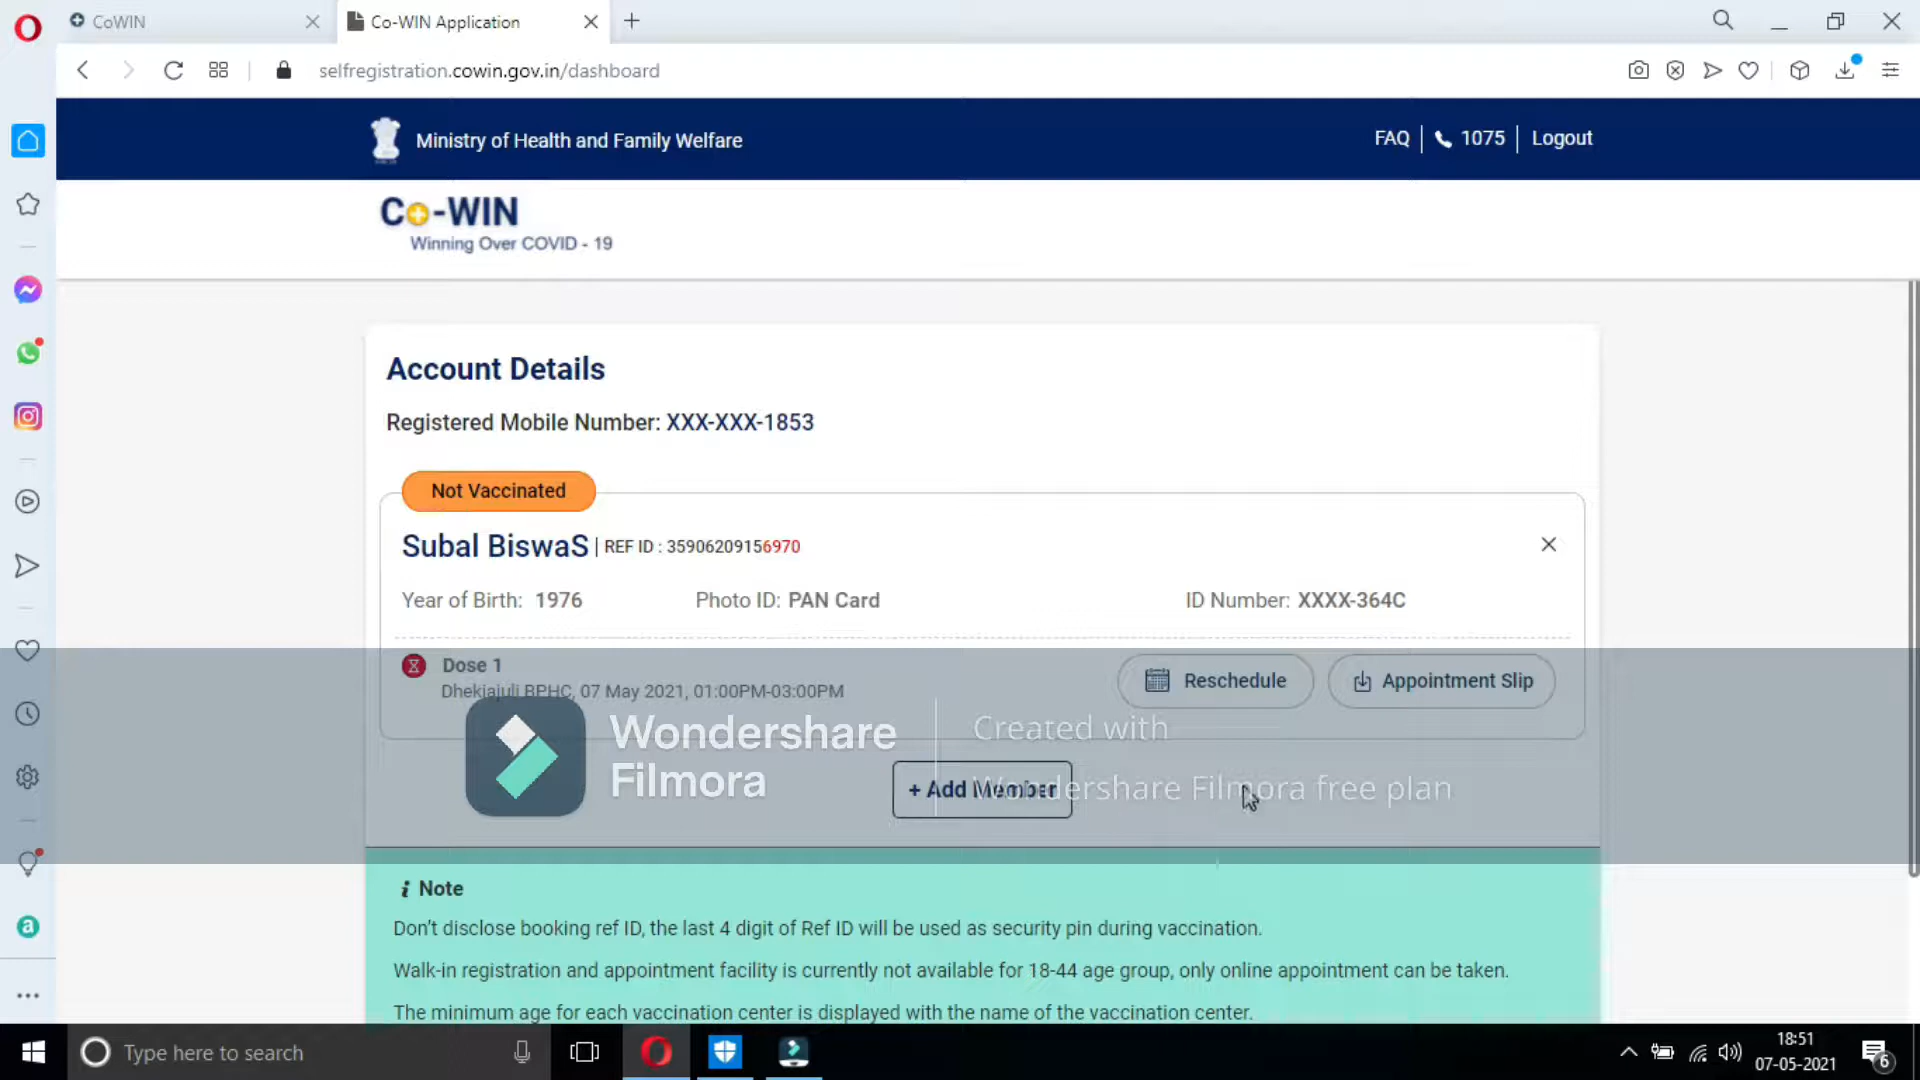 CoWIN
Co-WIN Application
selfregistration.cowin.gov.in/dashboard
Ministry of Health and Family Welfare
FAQ
1075
Logout
Co-WIN
Winning Over COVID - 19
Account Details
Registered Mobile Number: XXX-XXX-1853
Not Vaccinated
Subal BiswaS | REF ID : 35906209156970
Year of Birth: 1976
Photo ID: PAN Card
ID Number: XXXX-364C
Dose 1
Dhekiajuli BPHC, 07 May 2021, 01:00PM-03:00PM
Reschedule
Appointment Slip
Wondershare
Filmora
Created with
Wondershare Filmora free plan
+ Add Member
i Note
Don't disclose booking ref ID, the last 4 digit of Ref ID will be used as security pin during vaccination.
Walk-in registration and appointment facility is currently not available for 18-44 age group, only online appointment can be taken.
The minimum age for each vaccination center is displayed with the name of the vaccination center.
a
Type here to search
18:51
07-05-2021
6